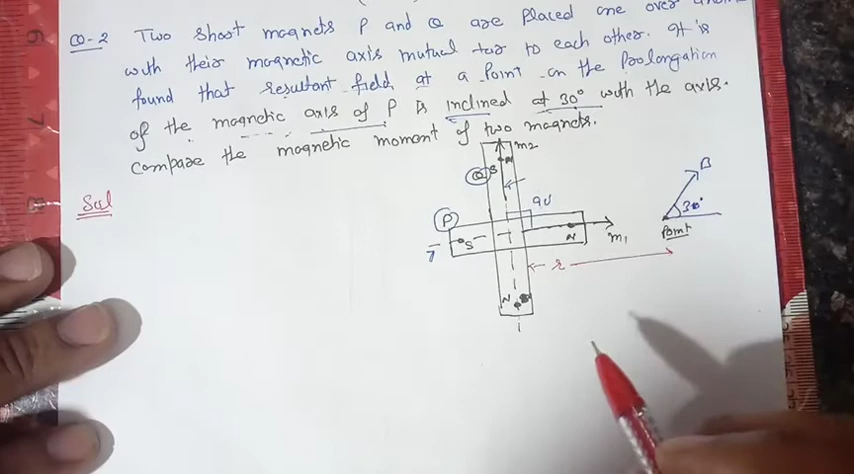 Q-2 Two short magnets P and Q are placed one over
with their magnetic axis mutual ter to each other. It is
found that resultant field at a Point on the Prolongation
of the magnetic axis of P is inclined at 30° with the axis.
compare the magnetic moment of two magnets.
Sol
m2
S N
Q
90
P
S N
m1
r
N
B
30°
Point